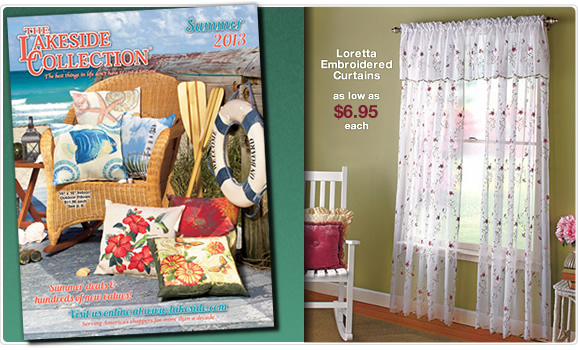 THE
LAKESIDE
COLLECTION
The best things in life don't have to cost a fortune
Summer
2013
WELCOME
ON BOARD
Summer deals &
hundreds of new values!
Visit us online at www.lakeside.com
Serving America's shoppers for more than a decade
Loretta
Embroidered
Curtains
as low as
$6.95
each